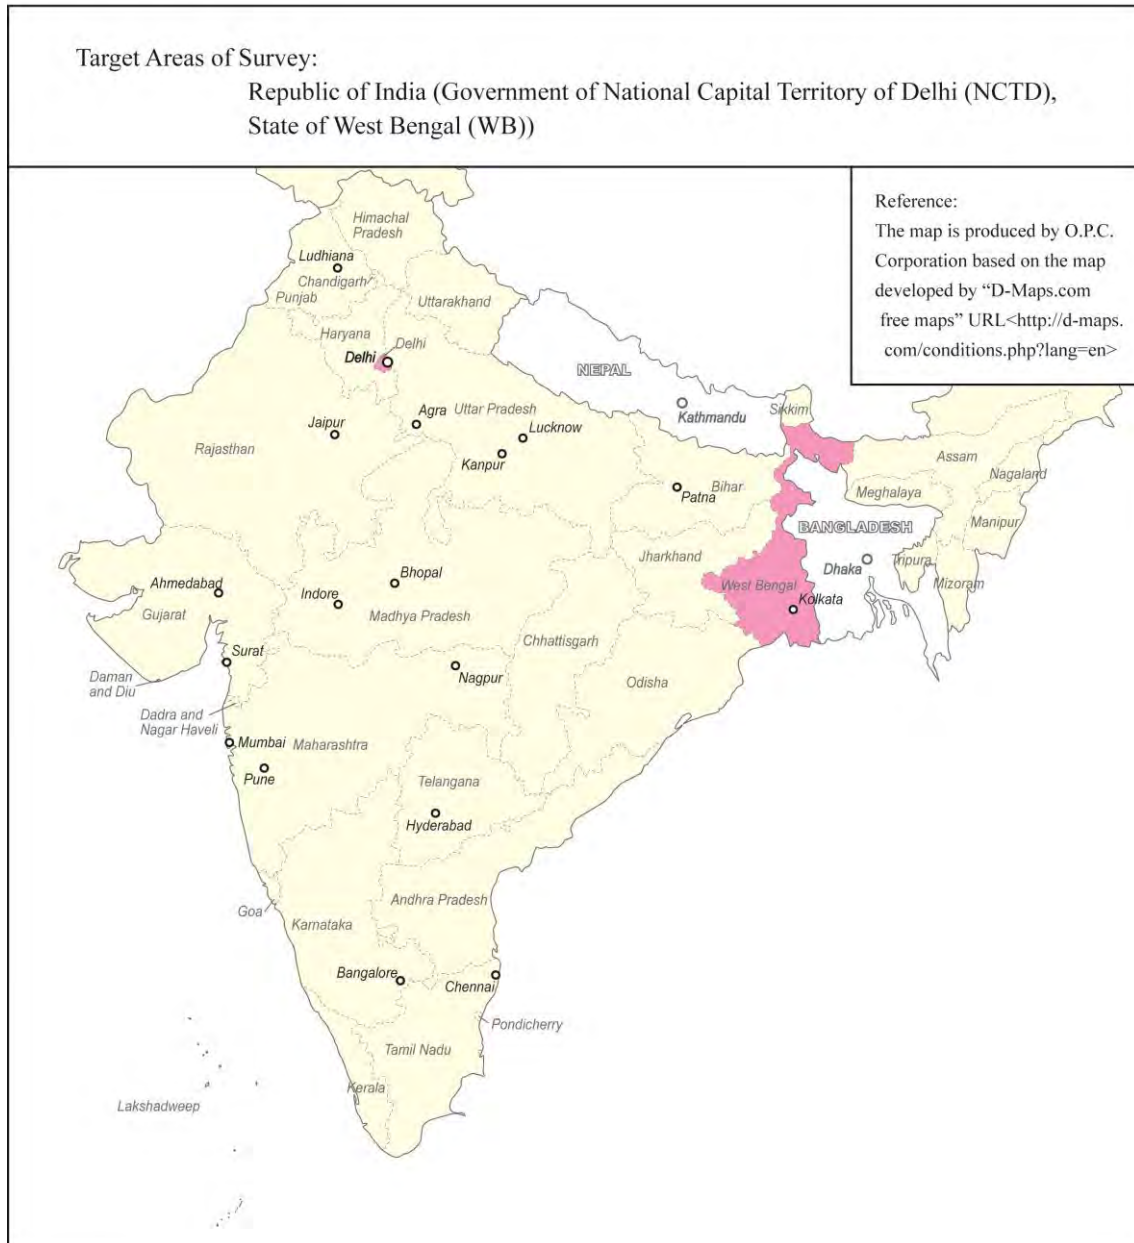 Target Areas of Survey:
Republic of India (Government of National Capital Territory of Delhi (NCTD),
State of West Bengal (WB))
Reference:
The map is produced by O.P.C.
Corporation based on the map
developed by “D-Maps.com
free maps” URL<http://d-maps.
com/conditions.php?lang=en>
Himachal
Pradesh
Ludhiana
Chandigarh
Punjab
Uttarakhand
Haryana
Delhi
Delhi
NEPAL
Kathmandu
Sikkim
Agra
Uttar Pradesh
Jaipur
Lucknow
Rajasthan
Kanpur
Assam
Nagaland
Bihar
Patna
Meghalaya
Manipur
BANGLADESH
Jharkhand
Dhaka
Tripura
Mizoram
West Bengal
Kolkata
Bhopal
Ahmedabad
Indore
Gujarat
Madhya Pradesh
Chhattisgarh
Surat
Nagpur
Odisha
Daman
and Diu
Dadra and
Nagar Haveli
Mumbai
Maharashtra
Pune
Telangana
Hyderabad
Andhra Pradesh
Goa
Karnataka
Bangalore
Chennai
Pondicherry
Tamil Nadu
Kerala
Lakshadweep